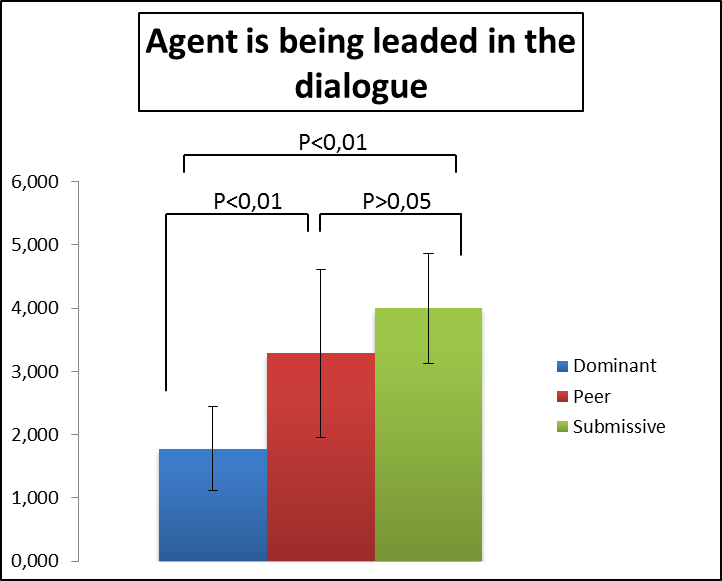 Agent is being leaded in the
dialogue
P<0,01
P<0,01
P>0,05
6,000
5,000
4,000
3,000
2,000
1,000
0,000
Dominant
Peer
Submissive